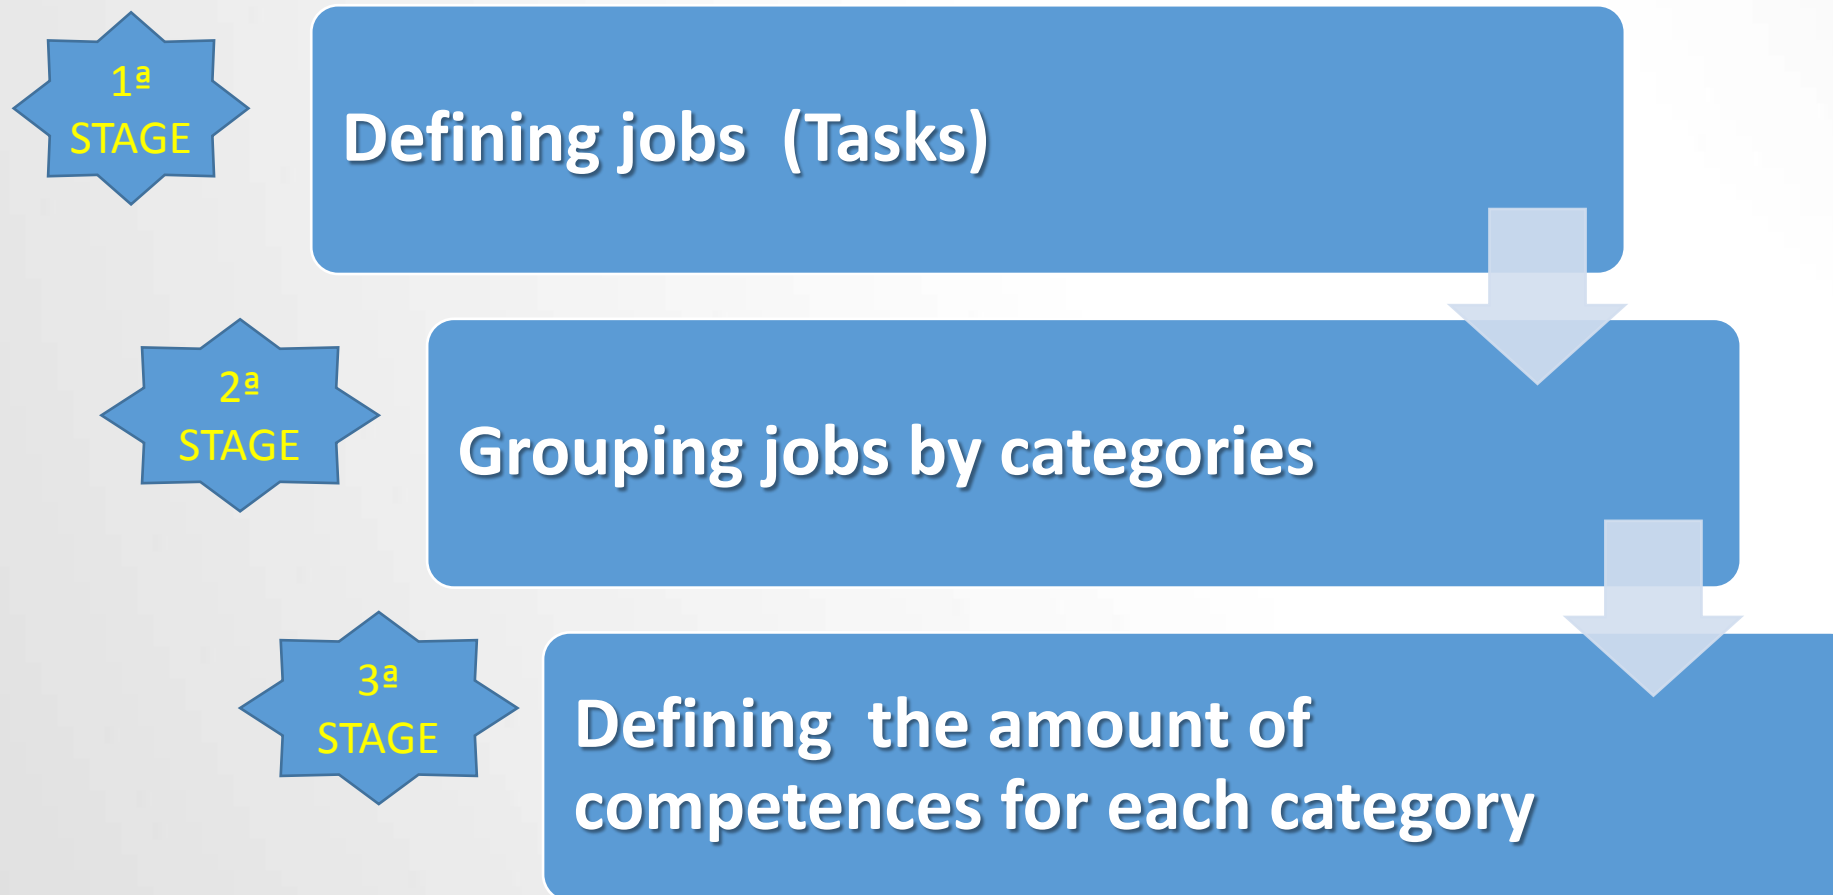 1ª
STAGE
Defining jobs  (Tasks)
2ª
STAGE
Grouping jobs by categories
3ª
STAGE
Defining  the amount of
competences for each category